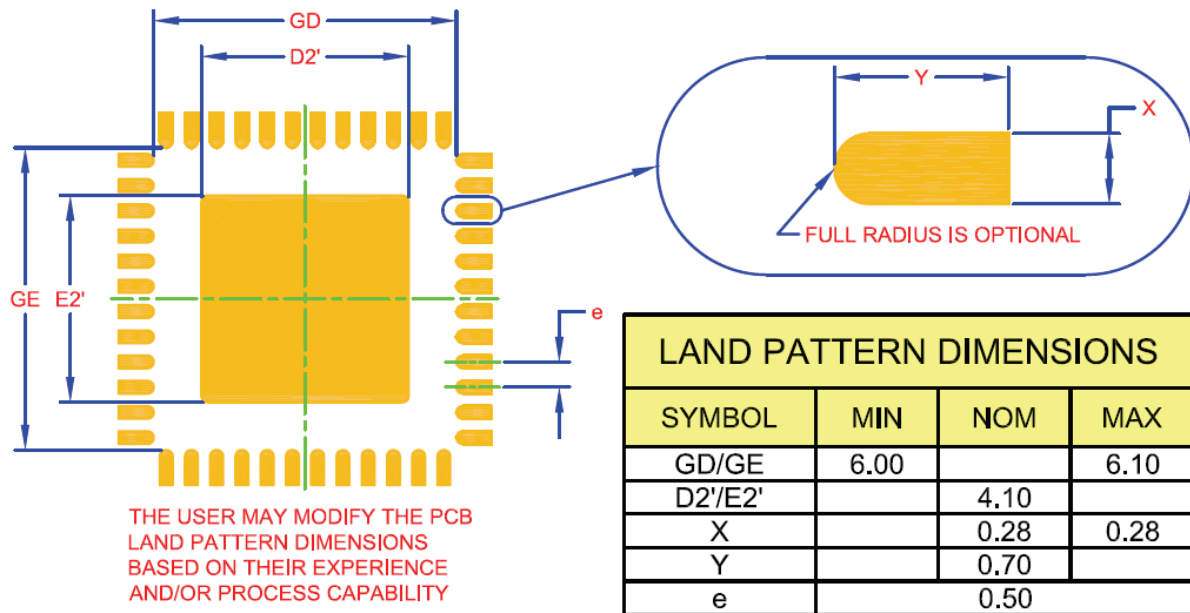 GD
D2'
GE
E2'
e
THE USER MAY MODIFY THE PCB
LAND PATTERN DIMENSIONS
BASED ON THEIR EXPERIENCE
AND/OR PROCESS CAPABILITY
Y
X
FULL RADIUS IS OPTIONAL
LAND PATTERN DIMENSIONS
SYMBOL MIN NOM MAX
GD/GE 6.00 6.10
D2'/E2' 4.10
X 0.28 0.28
Y 0.70
e 0.50